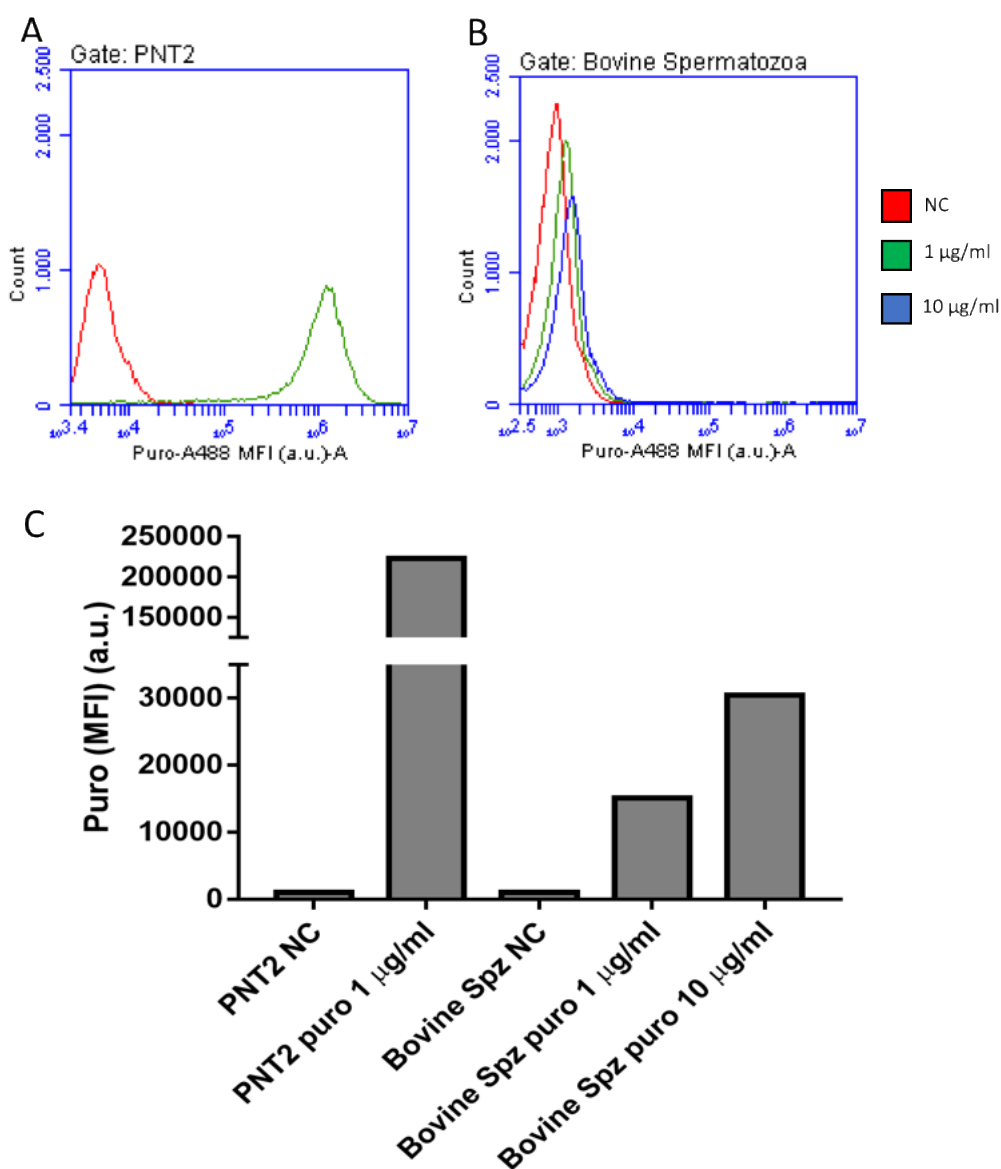 A
Gate: PNT2
2.500
2.000
1.000
0
Count
10^3.4 10^4 10^5 10^6 10^7
Puro-A488 MFI (a.u.)-A
B
Gate: Bovine Spermatozoa
2.500
2.000
1.000
0
Count
10^2.5 10^3 10^4 10^5 10^6 10^7
Puro-A488 MFI (a.u.)-A
NC
1 µg/ml
10 µg/ml
C
250000
200000
150000
30000
20000
10000
0
Puro (MFI) (a.u.)
PNT2 NC
PNT2 puro 1 µg/ml
Bovine Spz NC
Bovine Spz puro 1 µg/ml
Bovine Spz puro 10 µg/ml